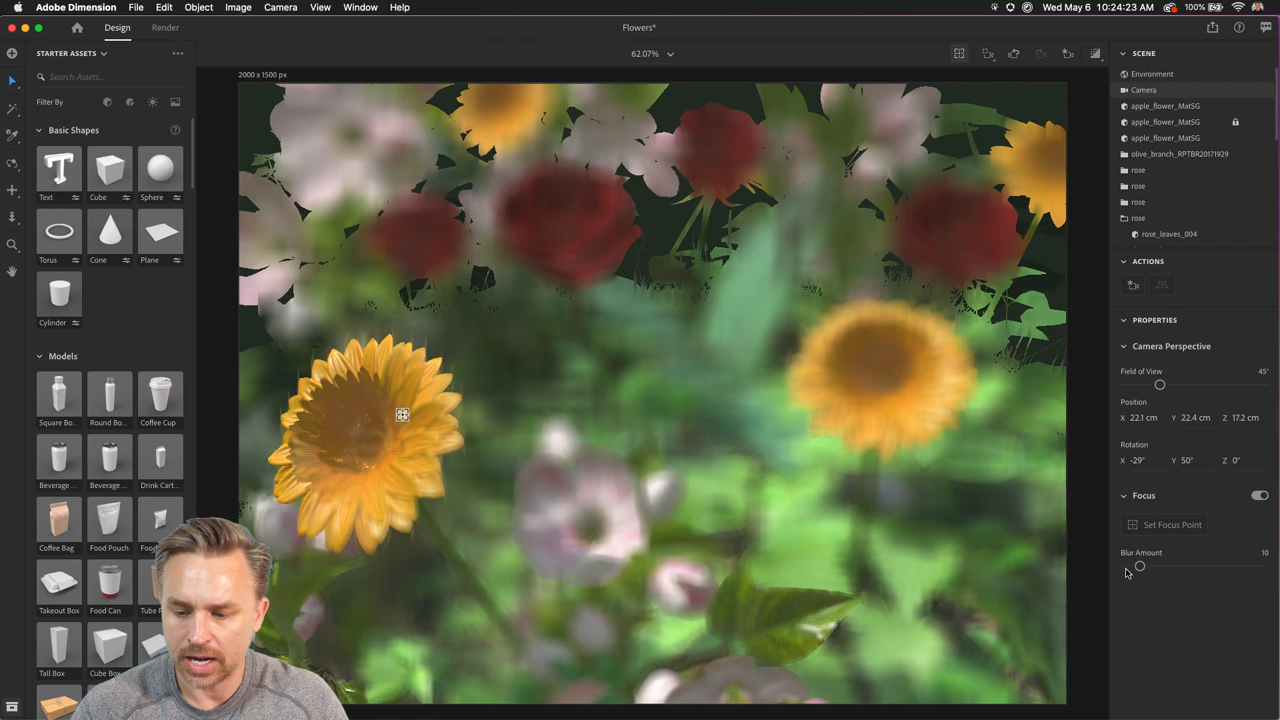 Adobe Dimension File Edit Object Image Camera View Window Help
100% Wed May 6 10:24:23 AM
Design Render Flowers*
STARTER ASSETS
62.07%
SCENE
2000 x 1500 px
Search Assets...
Filter By
Basic Shapes
Text Cube Sphere
Torus Cone Plane
Cylinder
Models
Square Bo... Round Bo... Coffee Cup
Beverage ... Beverage ... Drink Cart...
Coffee Bag Food Pouch
Takeout Box Food Can
Tall Box Cube Box
Environment
Camera
apple_flower_MatSG
apple_flower_MatSG
apple_flower_MatSG
olive_branch_RPTBR20171929
rose
rose
rose
rose
rose_leaves_004
ACTIONS
PROPERTIES
Camera Perspective
Field of View 45°
Position
X 22.1 cm Y 22.4 cm Z 17.2 cm
Rotation
X -29° Y 50° Z 0°
Focus
Set Focus Point
Blur Amount 10